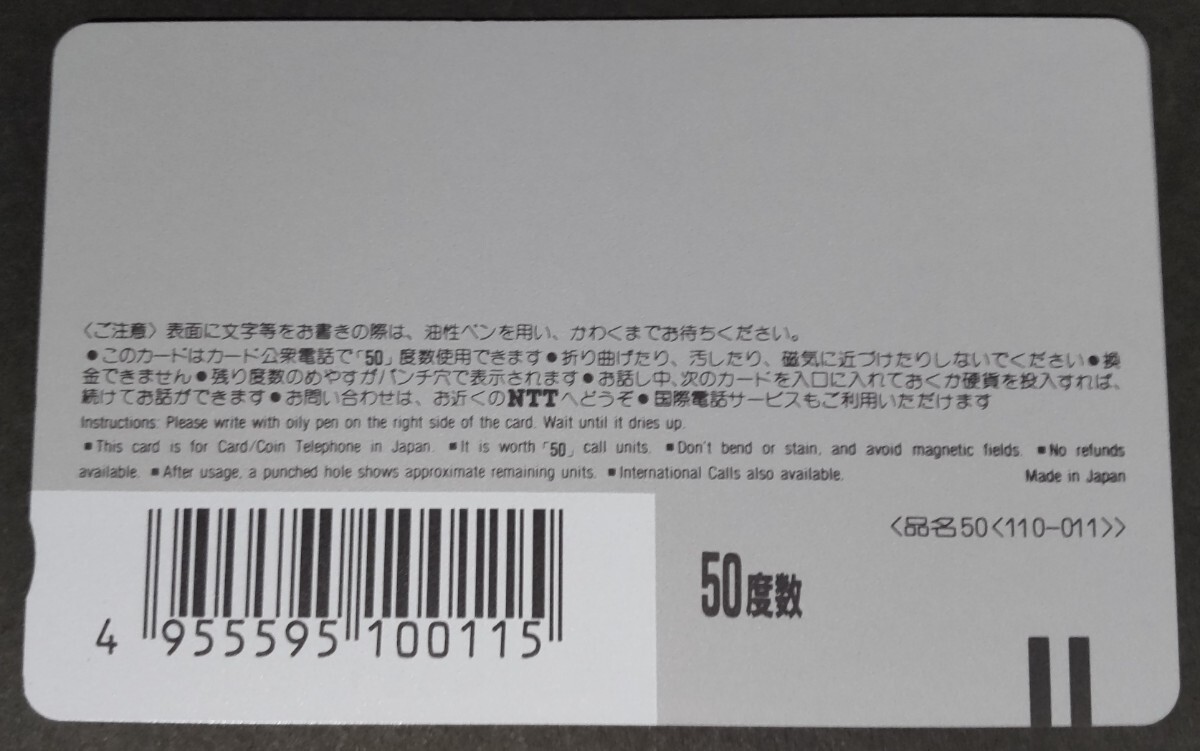 〈ご注意〉表面に文字等をお書きの際は、油性ペンを用い、かわくまでお待ちください。
●このカードはカード公衆電話で「50」度数使用できます●折り曲げたり、汚したり、磁気に近づけたりしないでください●換
金できません●残り度数のめやすがパンチ穴で表示されます●お話し中、次のカードを入口に入れておくか硬貨を投入すれば、
続けてお話ができます●お問い合わせは、お近くのNTTへどうぞ●国際電話サービスもご利用いただけます
Instructions: Please write with oily pen on the right side of the card. Wait until it dries up.
■This card is for Card/Coin Telephone in Japan. ■It is worth「50」call units. ■Don't bend or stain, and avoid magnetic fields. ■No refunds
available. ■After usage, a punched hole shows approximate remaining units. ■International Calls also available.
Made in Japan
〈品名50〈110-011〉〉
50度数
4 955595 100115